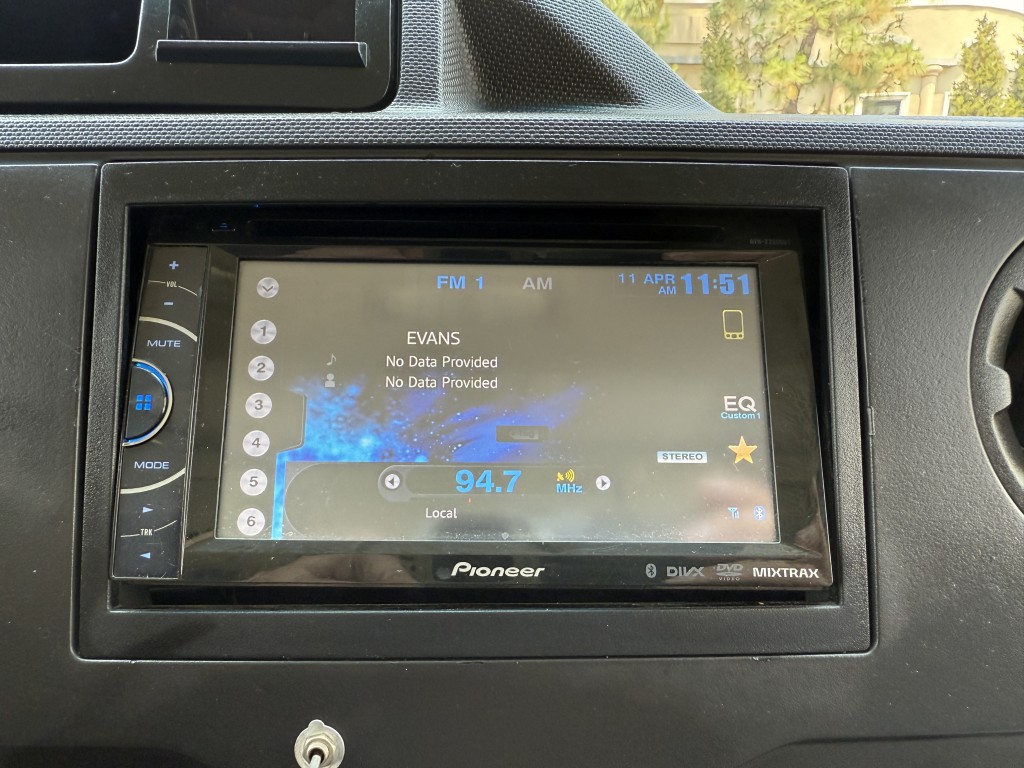 FM 1 AM 11 APR AM 11:51
+
VOL
-
MUTE
MODE
TRK
1
2
3
4
5
6
EVANS
No Data Provided
No Data Provided
EQ
Custom1
STEREO
94.7 MHz
Local
Pioneer
DIVX DVD VIDEO MIXTRAX